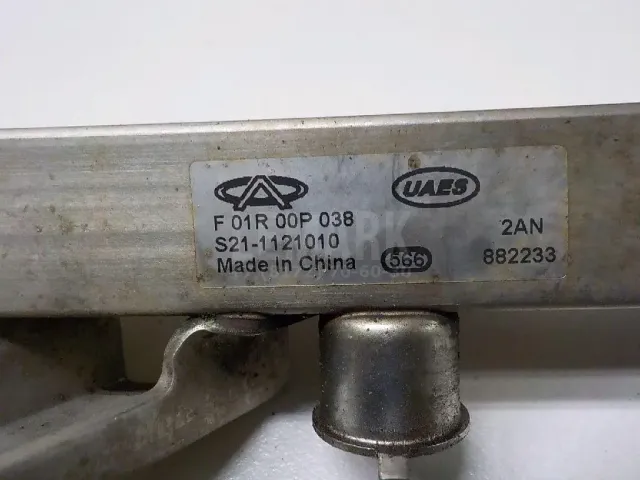 UAES
F 01R 00P 038 2AN
S21-1121010
Made in China 566 882233